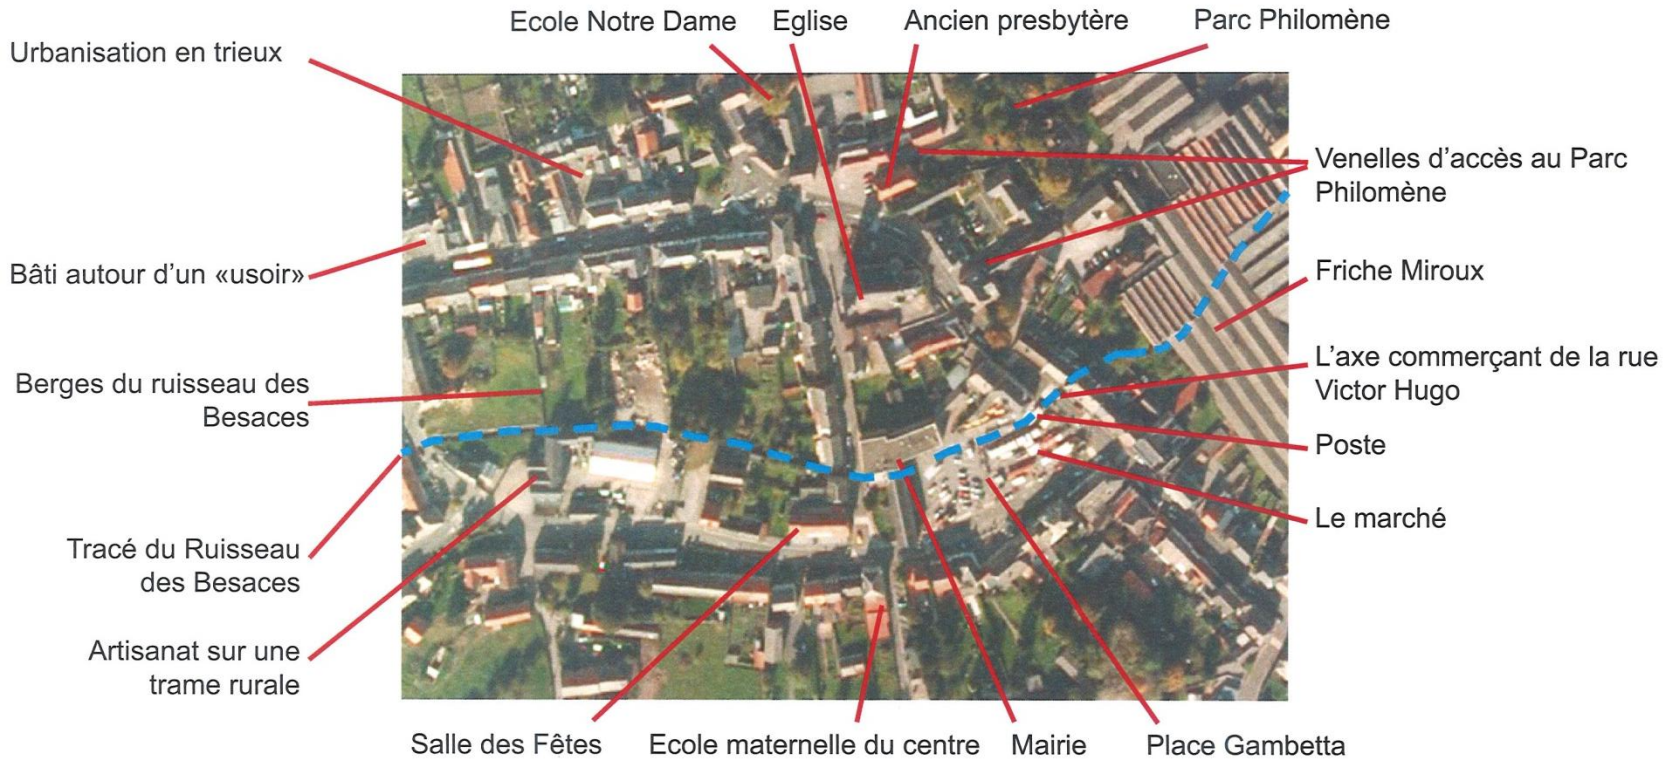 Ecole Notre Dame
Eglise
Ancien presbytère
Parc Philomène
Urbanisation en trieux
Venelles d'accès au Parc
Philomène
Bâti autour d'un «usoir»
Friche Miroux
L'axe commerçant de la rue
Victor Hugo
Berges du ruisseau des
Besaces
Poste
Le marché
Tracé du Ruisseau
des Besaces
Artisanat sur une
trame rurale
Salle des Fêtes
Ecole maternelle du centre
Mairie
Place Gambetta